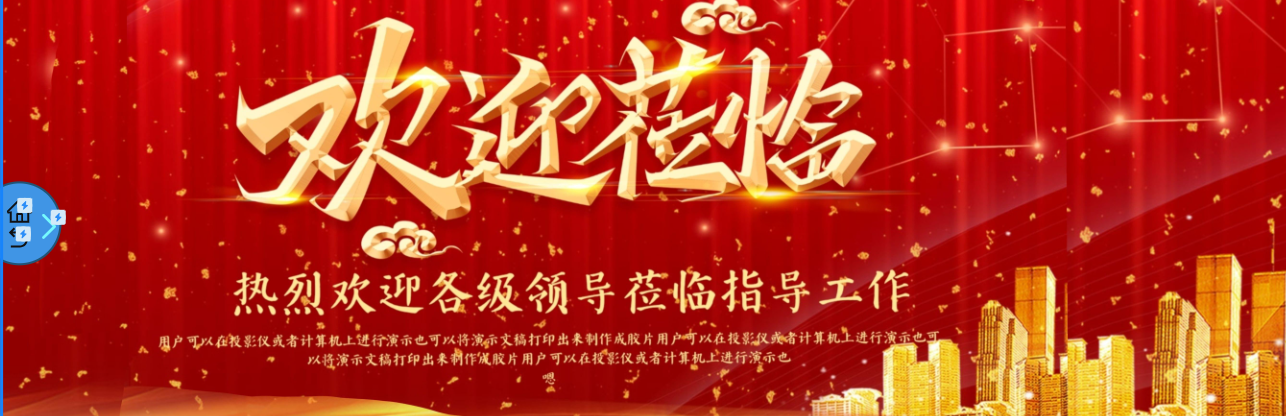 欢迎莅临
热烈欢迎各级领导莅临指导工作
用户可以在投影仪或者计算机上进行演示也可以将演示文稿打印出来制作成胶片用户可以在投影仪或者计算机上进行演示也可
以将演示文稿打印出来制作成胶片用户可以在投影仪或者计算机上进行演示也
嗯